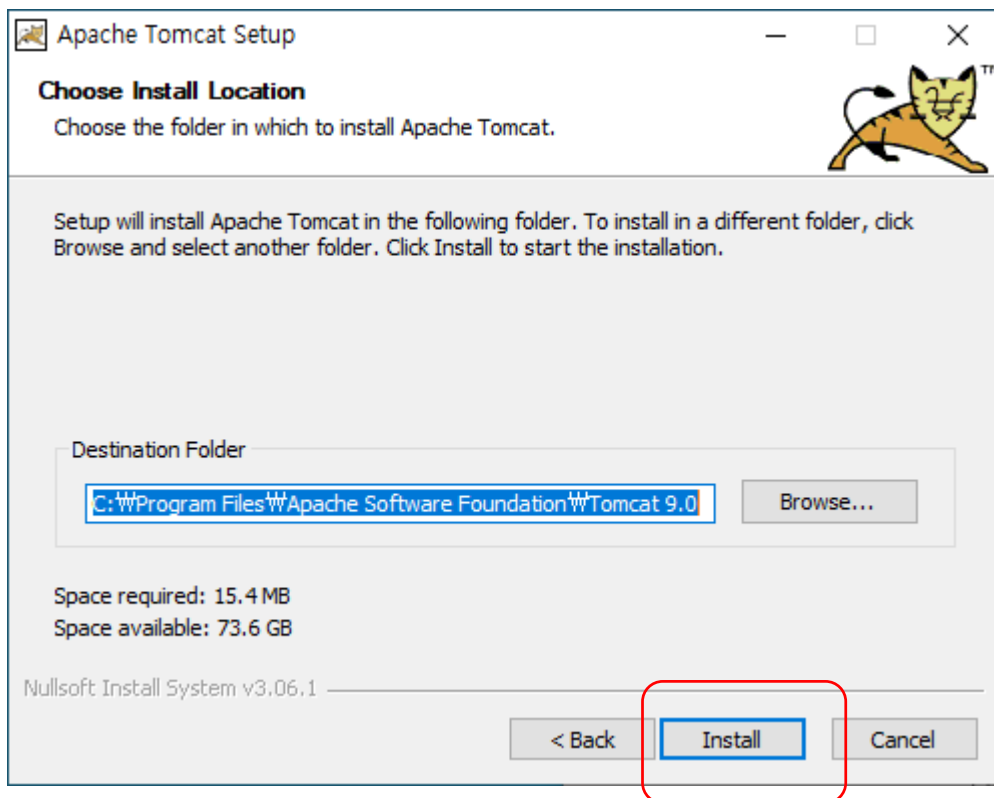 Apache Tomcat Setup
Choose Install Location
Choose the folder in which to install Apache Tomcat.
TM
Setup will install Apache Tomcat in the following folder. To install in a different folder, click
Browse and select another folder. Click Install to start the installation.
Destination Folder
C:₩Program Files₩Apache Software Foundation₩Tomcat 9.0
Browse...
Space required: 15.4 MB
Space available: 73.6 GB
Nullsoft Install System v3.06.1
< Back
Install
Cancel